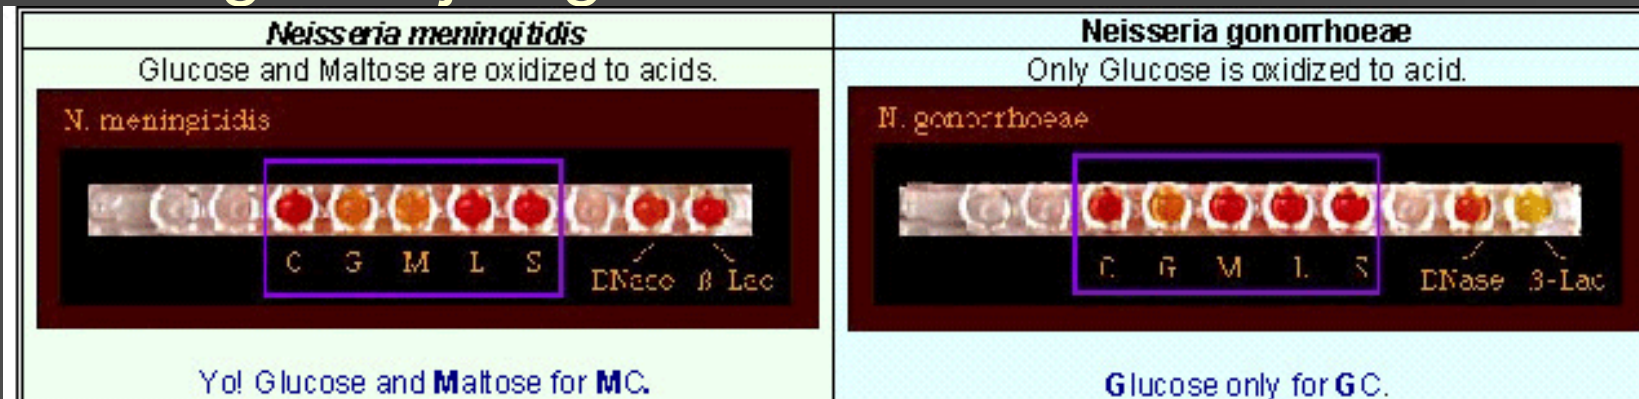 Neisseria meningitidis
Glucose and Maltose are oxidized to acids.
N. meningitidis
C G M L S
β Lac
Yo! Glucose and Maltose for MC.
Neisseria gonorrhoeae
Only Glucose is oxidized to acid.
N. gonorrhoeae
C G M L S
DNase β-Lac
Glucose only for GC.